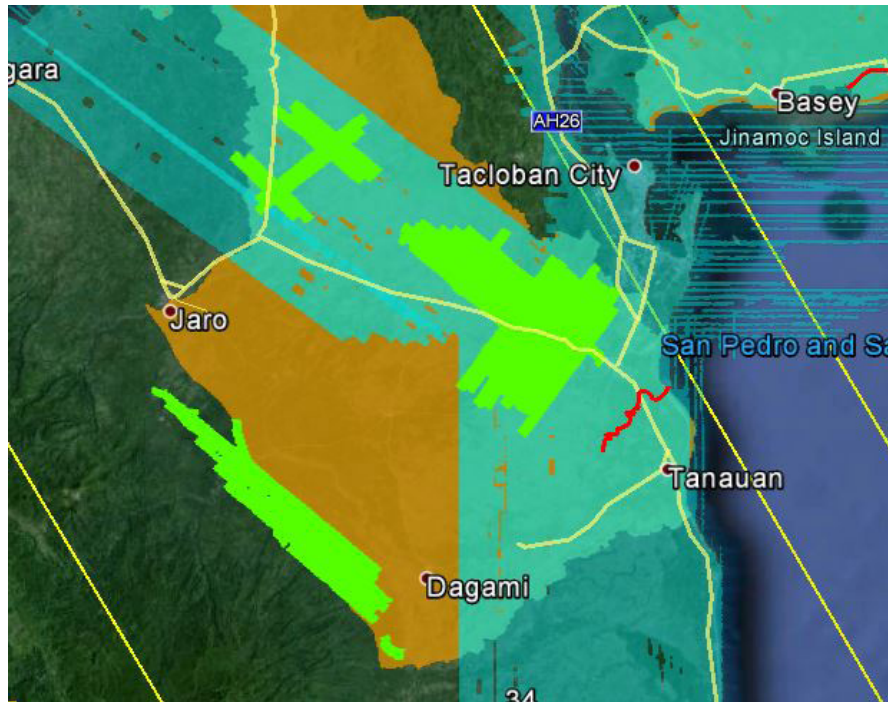 gara
AH26
Basey
Jinamoc Island
Tacloban City
Jaro
San Pedro and Sa
Tanauan
Dagami
34